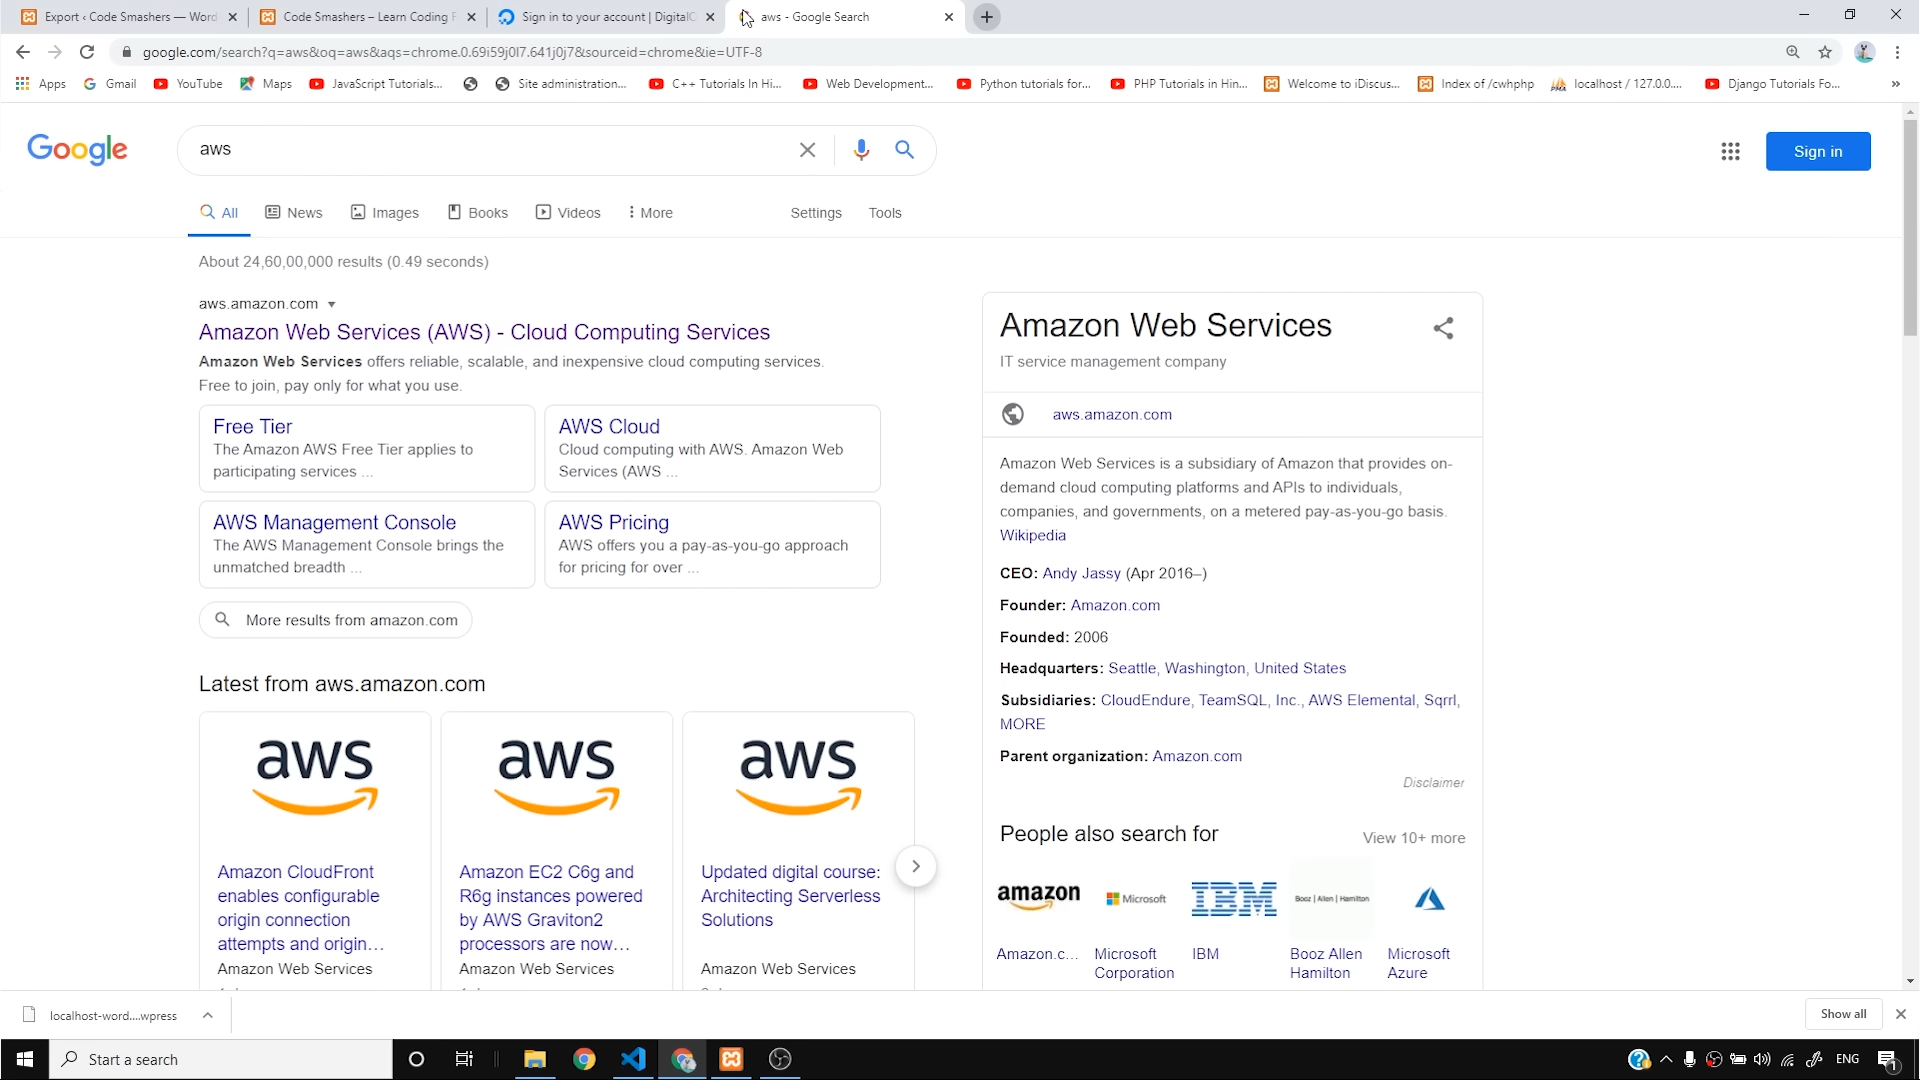 Export ‹ Code Smashers — Word
Code Smashers – Learn Coding F
Sign in to your account | DigitalO
aws - Google Search
google.com/search?q=aws&oq=aws&aqs=chrome.0.69i59j0l7.641j0j7&sourceid=chrome&ie=UTF-8
Apps
Gmail
YouTube
Maps
JavaScript Tutorials...
Site administration...
C++ Tutorials In Hi...
Web Development...
Python tutorials for...
PHP Tutorials in Hin...
Welcome to iDiscus...
Index of /cwhphp
localhost / 127.0.0....
Django Tutorials Fo...
»
Google
aws
Sign in
All
News
Images
Books
Videos
More
Settings
Tools
About 24,60,00,000 results (0.49 seconds)
aws.amazon.com
Amazon Web Services (AWS) - Cloud Computing Services
Amazon Web Services offers reliable, scalable, and inexpensive cloud computing services.
Free to join, pay only for what you use.
Free Tier
The Amazon AWS Free Tier applies to
participating services ...
AWS Cloud
Cloud computing with AWS. Amazon Web
Services (AWS ...
AWS Management Console
The AWS Management Console brings the
unmatched breadth ...
AWS Pricing
AWS offers you a pay-as-you-go approach
for pricing for over ...
More results from amazon.com
Latest from aws.amazon.com
aws
Amazon CloudFront
enables configurable
origin connection
attempts and origin...
Amazon Web Services
aws
Amazon EC2 C6g and
R6g instances powered
by AWS Graviton2
processors are now...
Amazon Web Services
aws
Updated digital course:
Architecting Serverless
Solutions
Amazon Web Services
Amazon Web Services
IT service management company
aws.amazon.com
Amazon Web Services is a subsidiary of Amazon that provides on-
demand cloud computing platforms and APIs to individuals,
companies, and governments, on a metered pay-as-you-go basis.
Wikipedia
CEO: Andy Jassy (Apr 2016–)
Founder: Amazon.com
Founded: 2006
Headquarters: Seattle, Washington, United States
Subsidiaries: CloudEndure, TeamSQL, Inc., AWS Elemental, Sqrrl,
MORE
Parent organization: Amazon.com
Disclaimer
People also search for
View 10+ more
amazon
Microsoft
IBM
Booz | Allen | Hamilton
Amazon.c...
Microsoft
Corporation
IBM
Booz Allen
Hamilton
Microsoft
Azure
localhost-word....wpress
Show all
Start a search
ENG
1